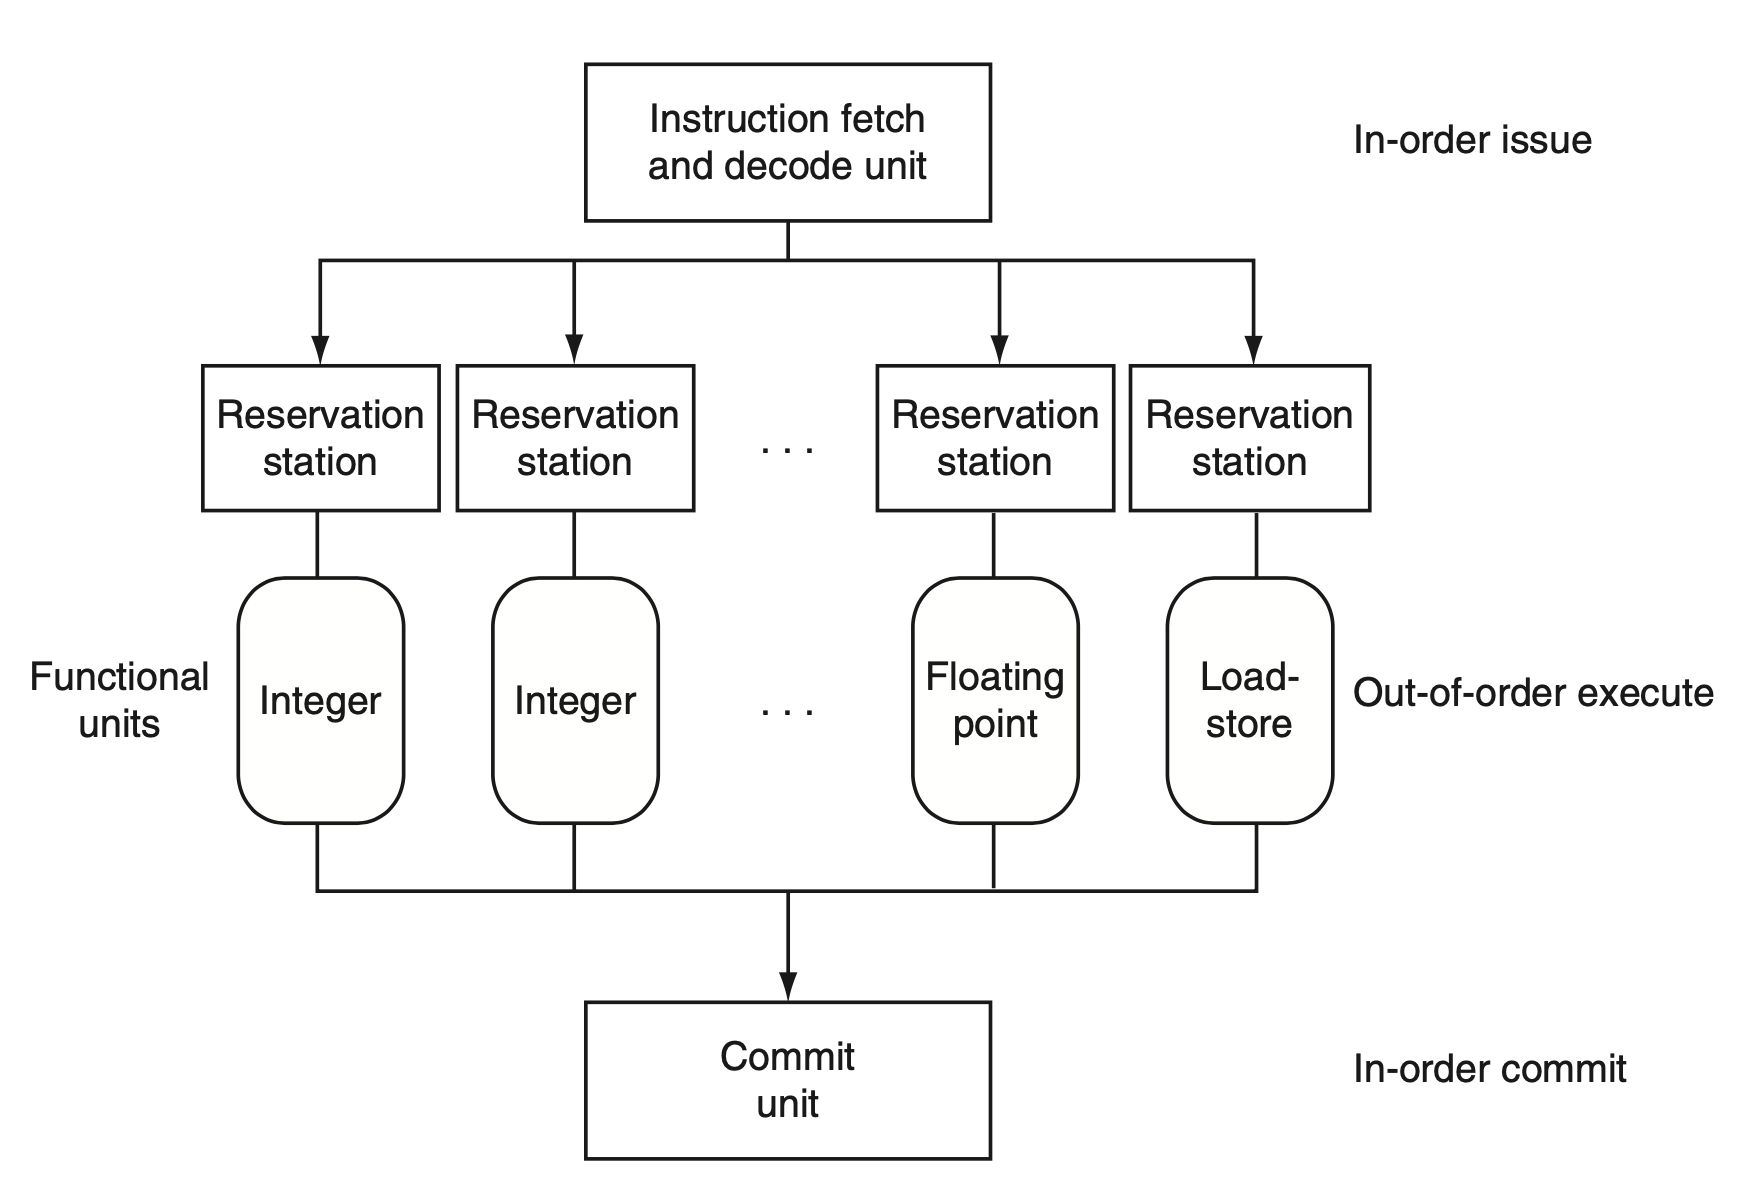 Instruction fetch
and decode unit
In-order issue
Reservation
station
Reservation
station
. . .
Reservation
station
Reservation
station
Functional
units
Integer
Integer
. . .
Floating
point
Load-
store
Out-of-order execute
Commit
unit
In-order commit